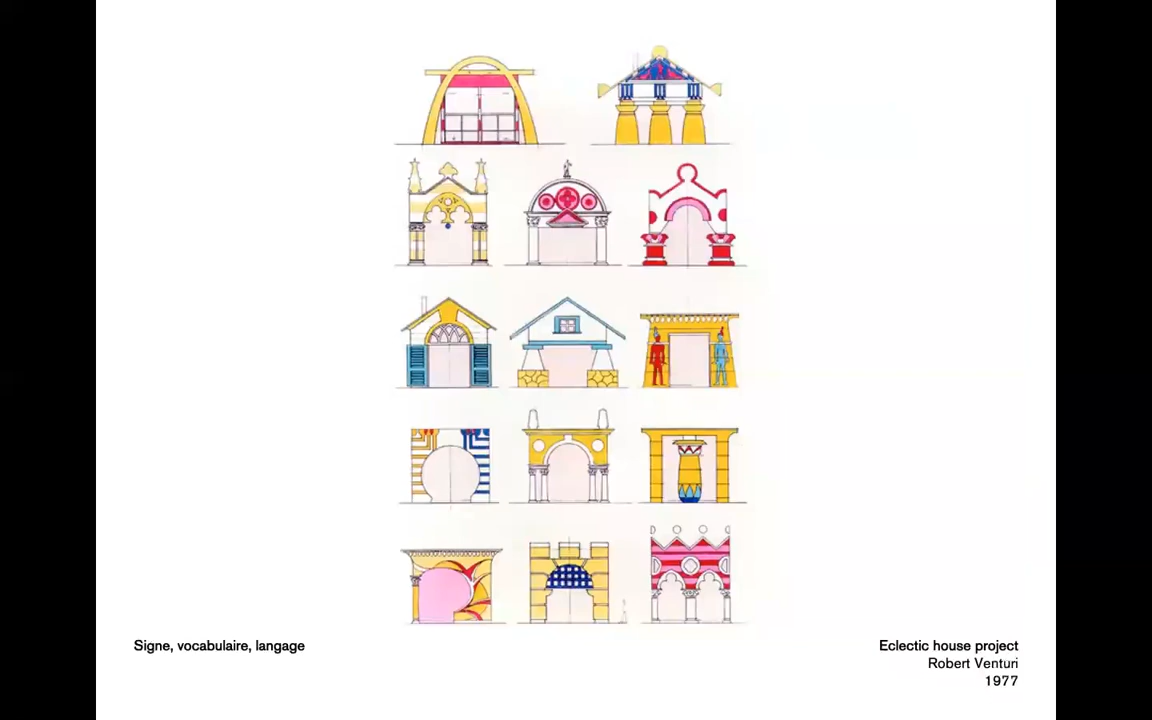 Signe, vocabulaire, langage
Eclectic house project
Robert Venturi
1977